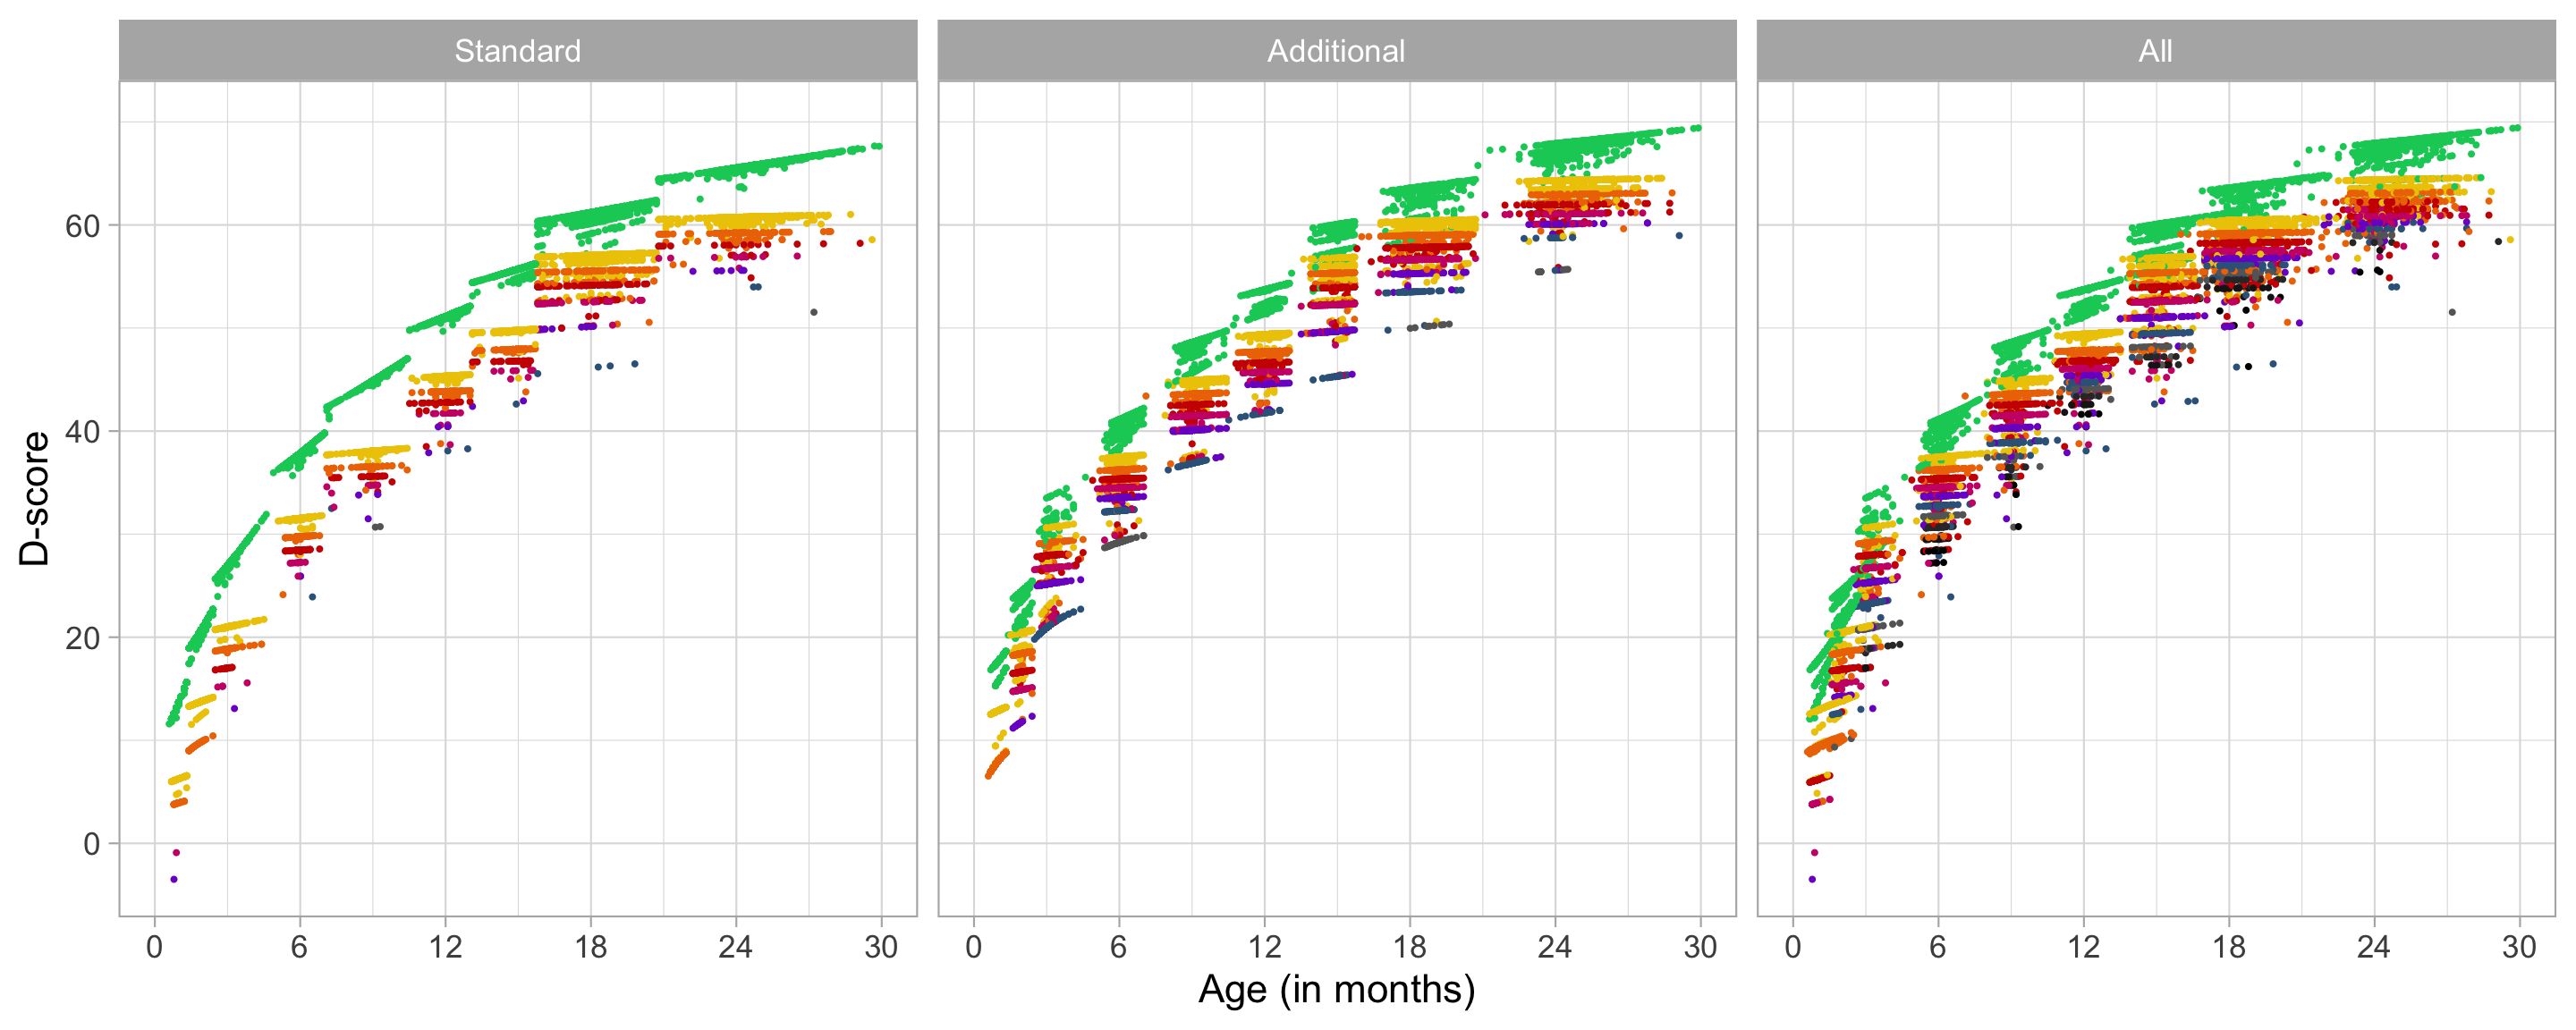 Standard Additional All
D-score
60
40
20
0
0 6 12 18 24 30 0 6 12 18 24 30 0 6 12 18 24 30
Age (in months)